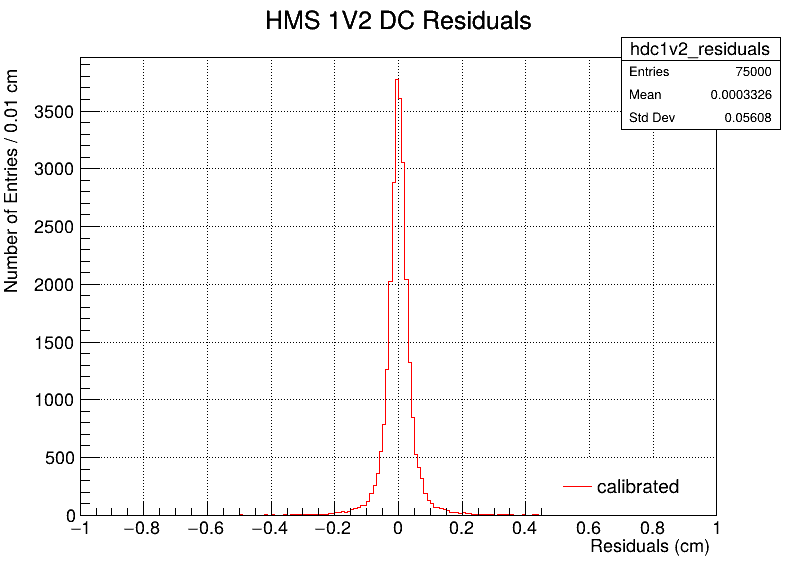 HMS 1V2 DC Residuals
hdc1v2_residuals
Entries 75000
Mean 0.0003326
Std Dev 0.05608
Number of Entries / 0.01 cm
3500
3000
2500
2000
1500
1000
500
0
calibrated
−1 −0.8 −0.6 −0.4 −0.2 0 0.2 0.4 0.6 0.8 1
Residuals (cm)